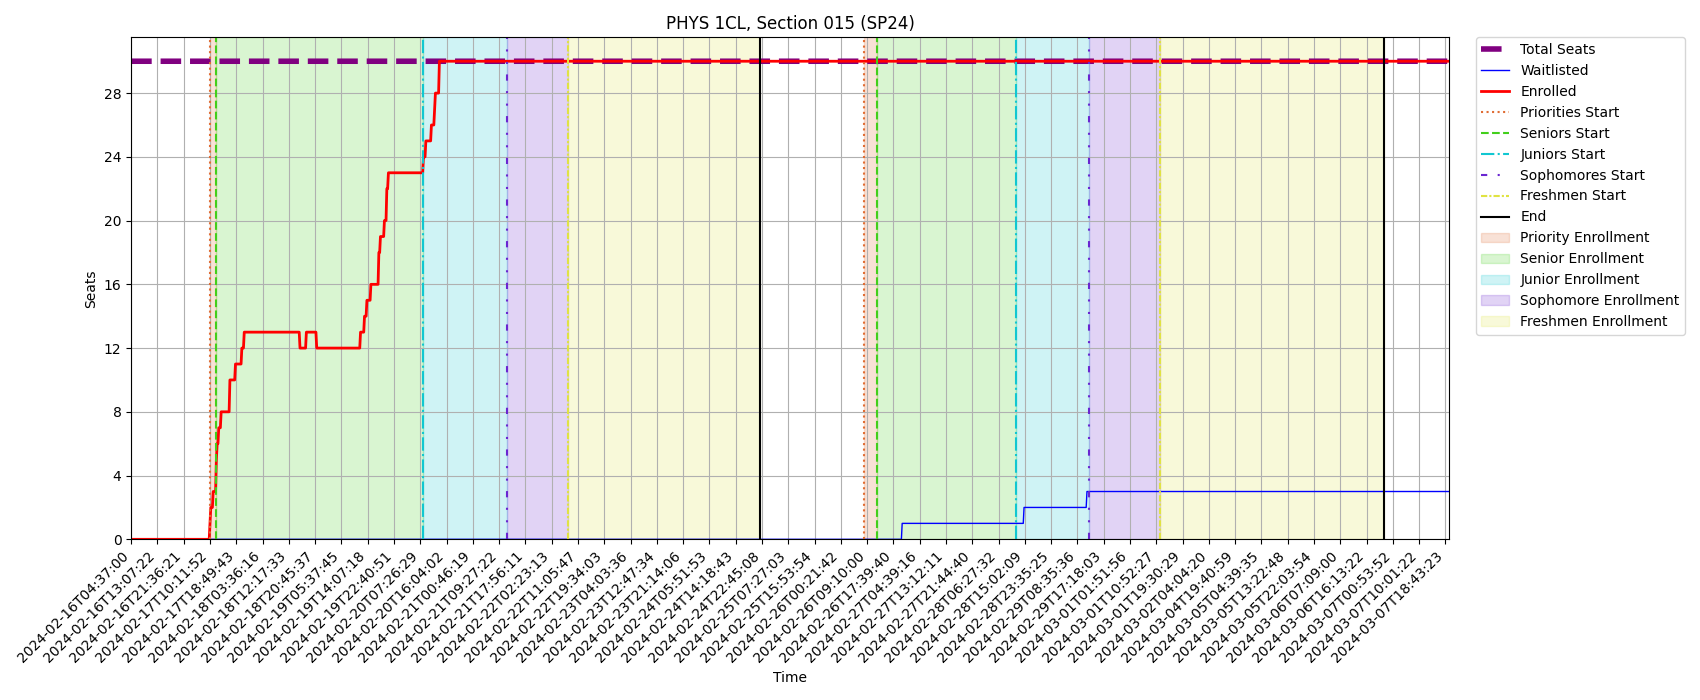 PHYS 1CL, Section 015 (SP24)
Seats
28
24
20
16
12
8
4
0
2024-02-16T04:37:00
2024-02-16T13:07:22
2024-02-16T21:36:21
2024-02-17T10:11:52
2024-02-17T18:49:43
2024-02-18T03:36:16
2024-02-18T12:17:33
2024-02-18T20:45:37
2024-02-19T05:37:45
2024-02-19T14:07:18
2024-02-19T22:40:51
2024-02-20T07:26:29
2024-02-20T16:04:02
2024-02-21T00:46:19
2024-02-21T09:27:22
2024-02-21T17:56:11
2024-02-22T02:23:13
2024-02-22T11:05:47
2024-02-22T19:34:03
2024-02-23T04:03:36
2024-02-23T12:47:34
2024-02-23T21:14:06
2024-02-24T05:51:53
2024-02-24T14:18:43
2024-02-24T22:45:08
2024-02-25T07:27:03
2024-02-25T15:53:54
2024-02-26T00:21:42
2024-02-26T09:10:00
2024-02-26T17:39:40
2024-02-27T04:39:16
2024-02-27T13:12:11
2024-02-27T21:44:40
2024-02-28T06:27:32
2024-02-28T15:02:09
2024-02-28T23:35:25
2024-02-29T08:35:36
2024-02-29T17:18:03
2024-03-01T01:51:56
2024-03-01T10:52:27
2024-03-01T19:30:29
2024-03-02T04:04:20
2024-03-04T19:40:59
2024-03-05T04:39:35
2024-03-05T13:22:48
2024-03-05T22:03:54
2024-03-06T07:09:00
2024-03-06T16:13:22
2024-03-07T00:53:52
2024-03-07T10:01:22
2024-03-07T18:43:23
Time
Total Seats
Waitlisted
Enrolled
Priorities Start
Seniors Start
Juniors Start
Sophomores Start
Freshmen Start
End
Priority Enrollment
Senior Enrollment
Junior Enrollment
Sophomore Enrollment
Freshmen Enrollment